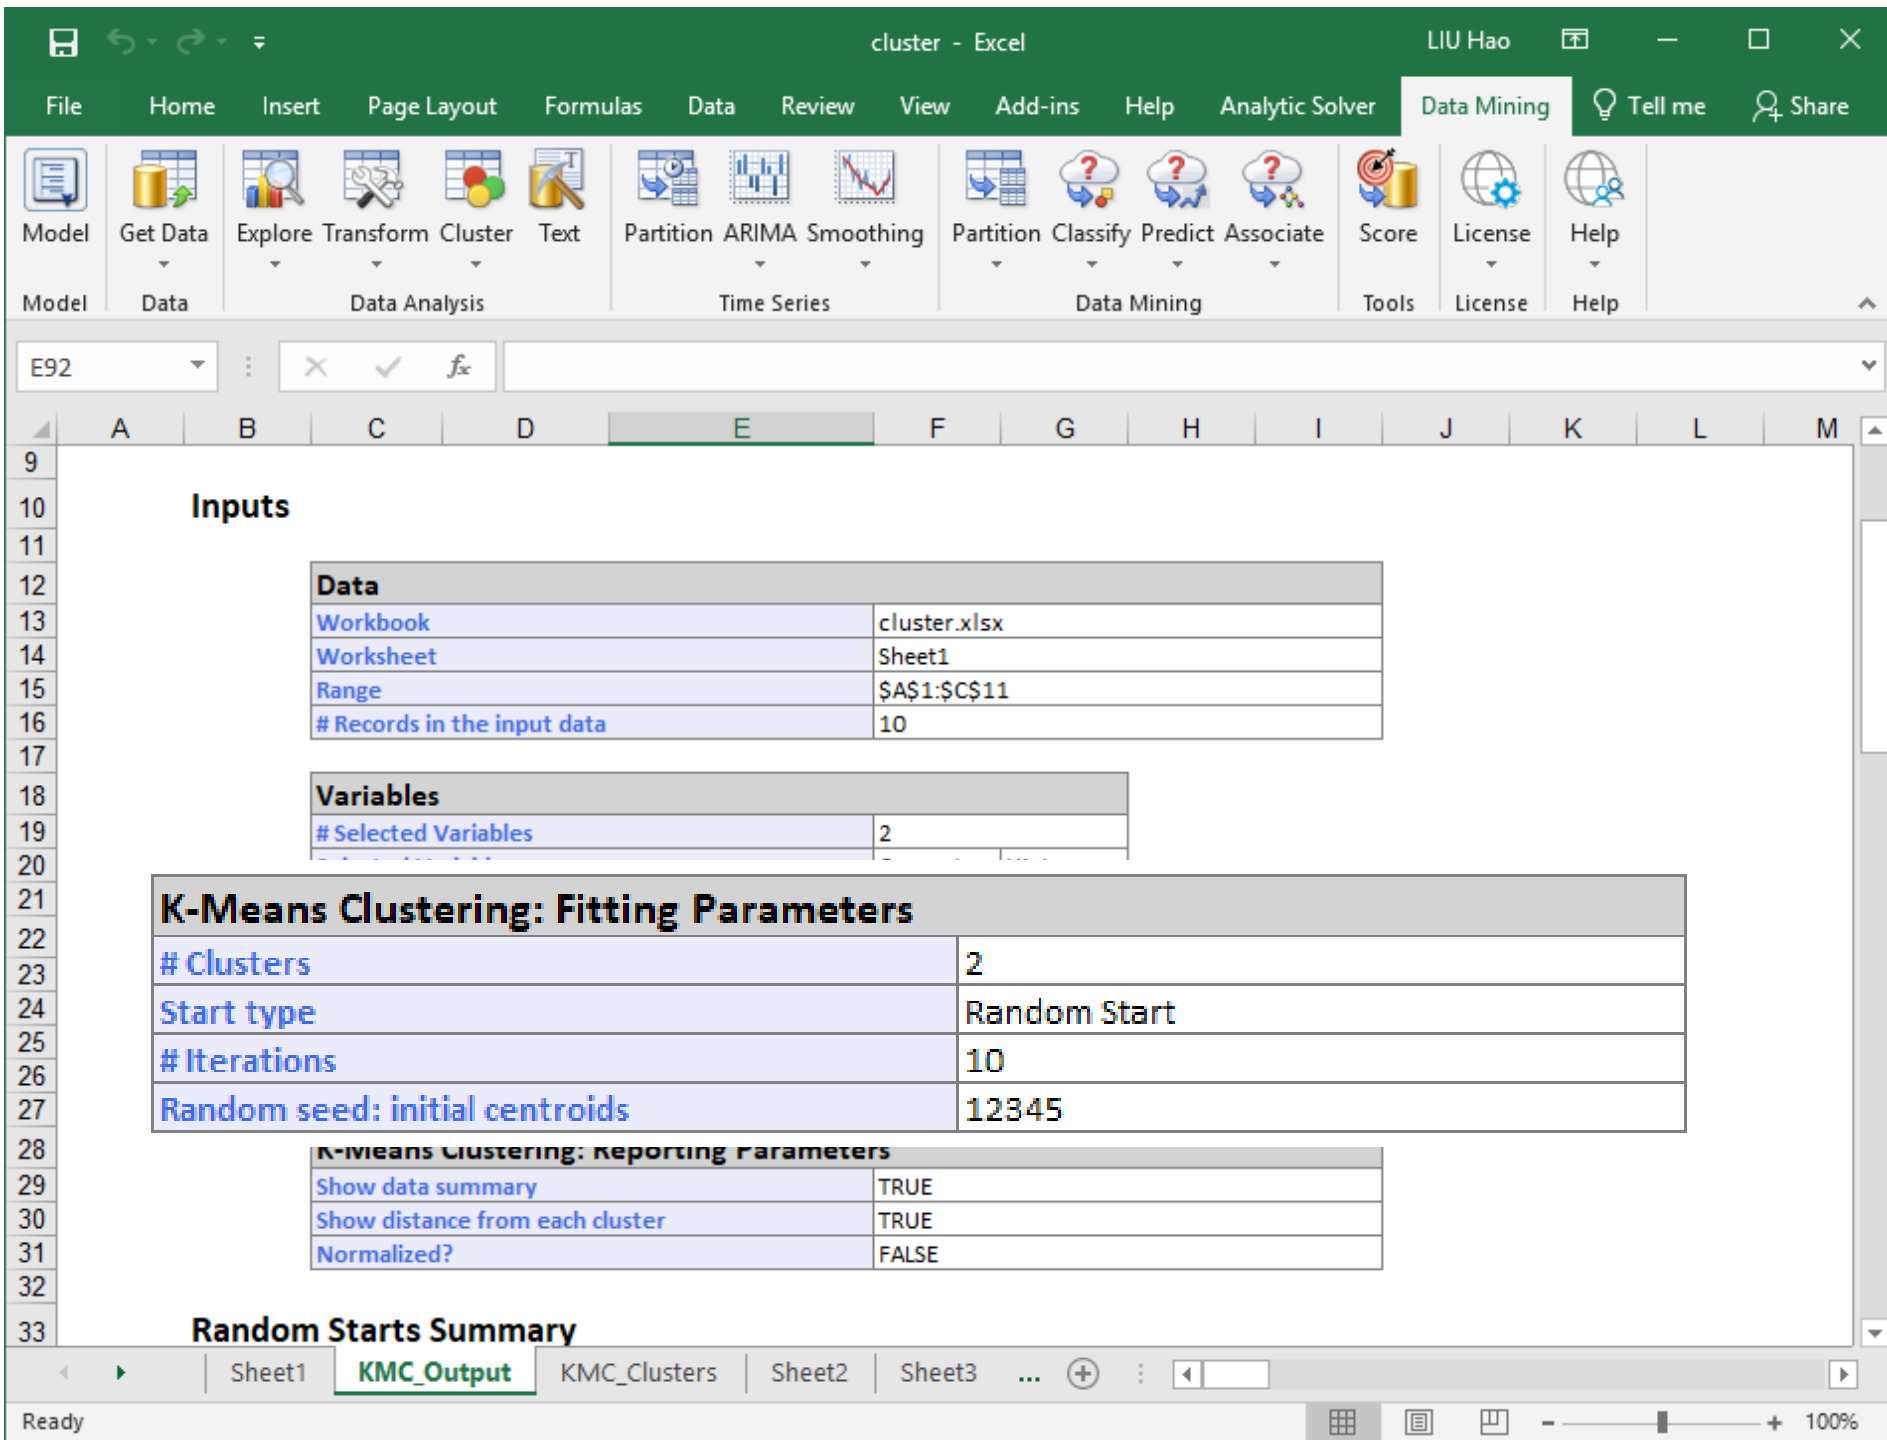 cluster - Excel LIU Hao
File Home Insert Page Layout Formulas Data Review View Add-ins Help Analytic Solver Data Mining Tell me Share
Model Get Data Explore Transform Cluster Text Partition ARIMA Smoothing Partition Classify Predict Associate Score License Help
Model Data Data Analysis Time Series Data Mining Tools License Help
E92 fx
A B C D E F G H I J K L M
9
10 Inputs
11
12 Data
13 Workbook cluster.xlsx
14 Worksheet Sheet1
15 Range $A$1:$C$11
16 # Records in the input data 10
17
18 Variables
19 # Selected Variables 2
20
21 K-Means Clustering: Fitting Parameters
22
23 # Clusters 2
24 Start type Random Start
25
26 # Iterations 10
27 Random seed: initial centroids 12345
28 K-Means Clustering: Reporting Parameters
29 Show data summary TRUE
30 Show distance from each cluster TRUE
31 Normalized? FALSE
32
33 Random Starts Summary
Sheet1 KMC_Output KMC_Clusters Sheet2 Sheet3 ...
Ready 100%